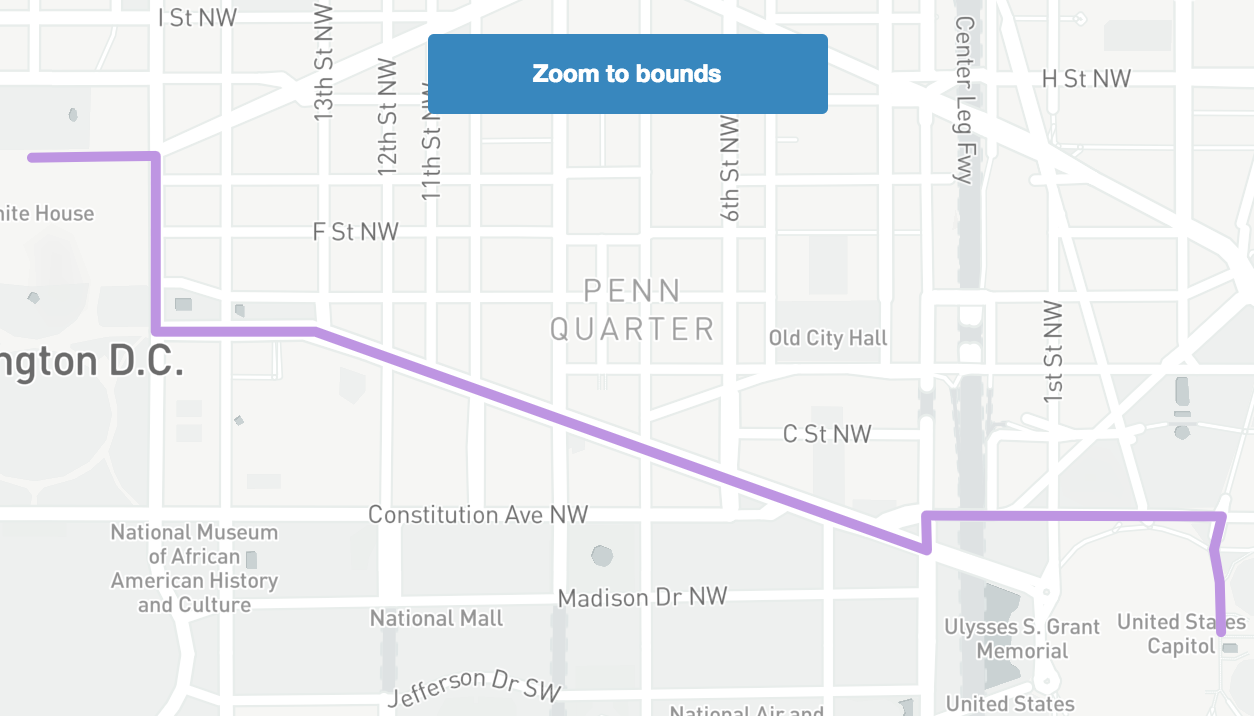 I St NW
13th St NW
12th St NW
11th St NW
Zoom to bounds
Center Leg Fwy
H St NW
6th St NW
White House
F St NW
PENN
QUARTER
Old City Hall
1st St NW
ngton D.C.
C St NW
Constitution Ave NW
National Museum
of African
American History
and Culture
Madison Dr NW
National Mall
Ulysses S. Grant
Memorial
United States
Capitol
Jefferson Dr SW
National Air and
United States